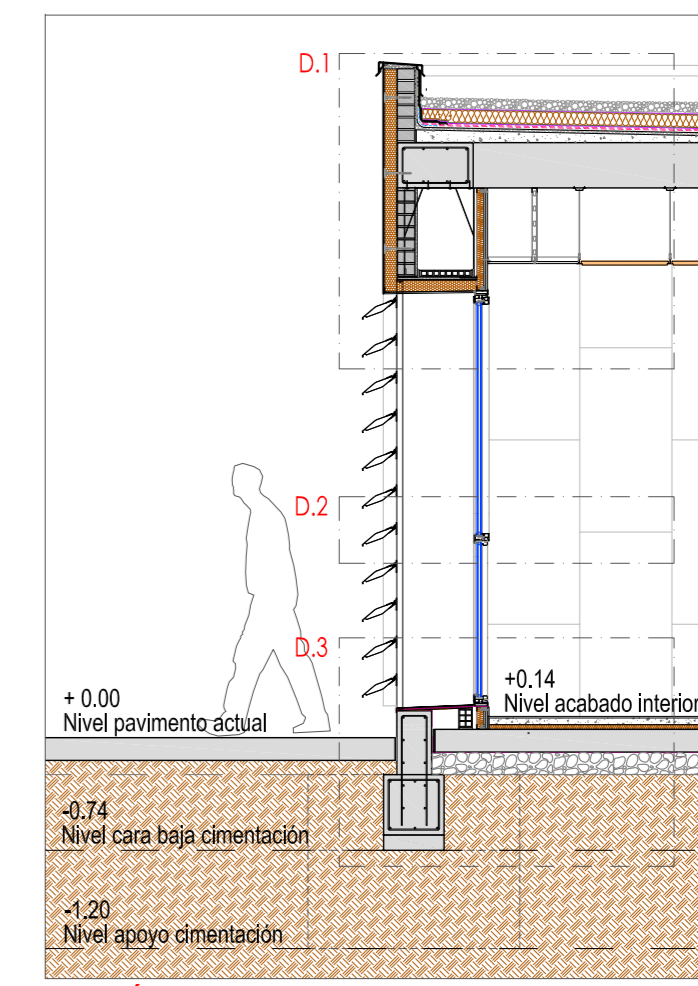 D.1
D.2
D.3
+ 0.00
Nivel pavimento actual
+0.14
Nivel acabado interior
-0.74
Nivel cara baja cimentación
-1.20
Nivel apoyo cimentación